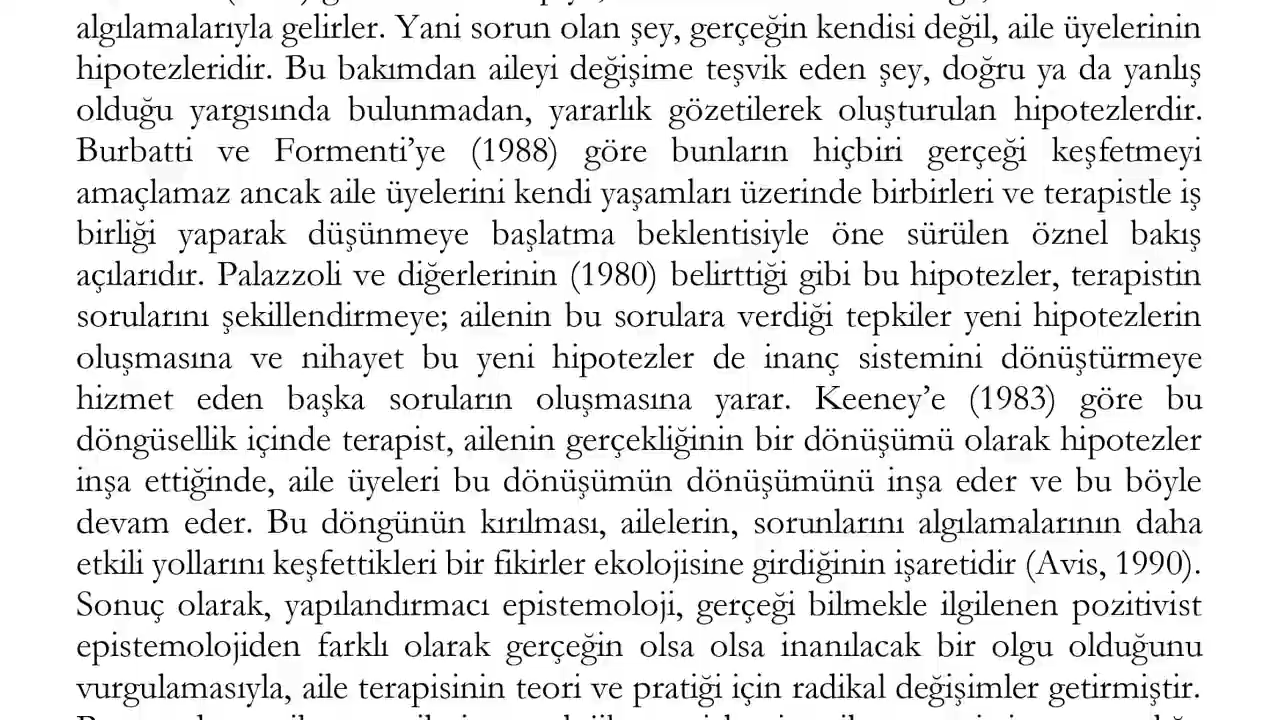 algılamalarıyla gelirler. Yani sorun olan şey, gerçeğin kendisi değil, aile üyelerinin
hipotezleridir. Bu bakımdan aileyi değişime teşvik eden şey, doğru ya da yanlış
olduğu yargısında bulunmadan, yararlık gözetilerek oluşturulan hipotezlerdir.
Burbatti ve Formenti’ye (1988) göre bunların hiçbiri gerçeği keşfetmeyi
amaçlamaz ancak aile üyelerini kendi yaşamları üzerinde birbirleri ve terapistle iş
birliği yaparak düşünmeye başlatma beklentisiyle öne sürülen öznel bakış
açılarıdır. Palazzoli ve diğerlerinin (1980) belirttiği gibi bu hipotezler, terapistin
sorularını şekillendirmeye; ailenin bu sorulara verdiği tepkiler yeni hipotezlerin
oluşmasına ve nihayet bu yeni hipotezler de inanç sistemini dönüştürmeye
hizmet eden başka soruların oluşmasına yarar. Keeney’e (1983) göre bu
döngüsellik içinde terapist, ailenin gerçekliğinin bir dönüşümü olarak hipotezler
inşa ettiğinde, aile üyeleri bu dönüşümün dönüşümünü inşa eder ve bu böyle
devam eder. Bu döngünün kırılması, ailelerin, sorunlarını algılamalarının daha
etkili yollarını keşfettikleri bir fikirler ekolojisine girdiğinin işaretidir (Avis, 1990).
Sonuç olarak, yapılandırmacı epistemoloji, gerçeği bilmekle ilgilenen pozitivist
epistemolojiden farklı olarak gerçeğin olsa olsa inanılacak bir olgu olduğunu
vurgulamasıyla, aile terapisinin teori ve pratiği için radikal değişimler getirmiştir.